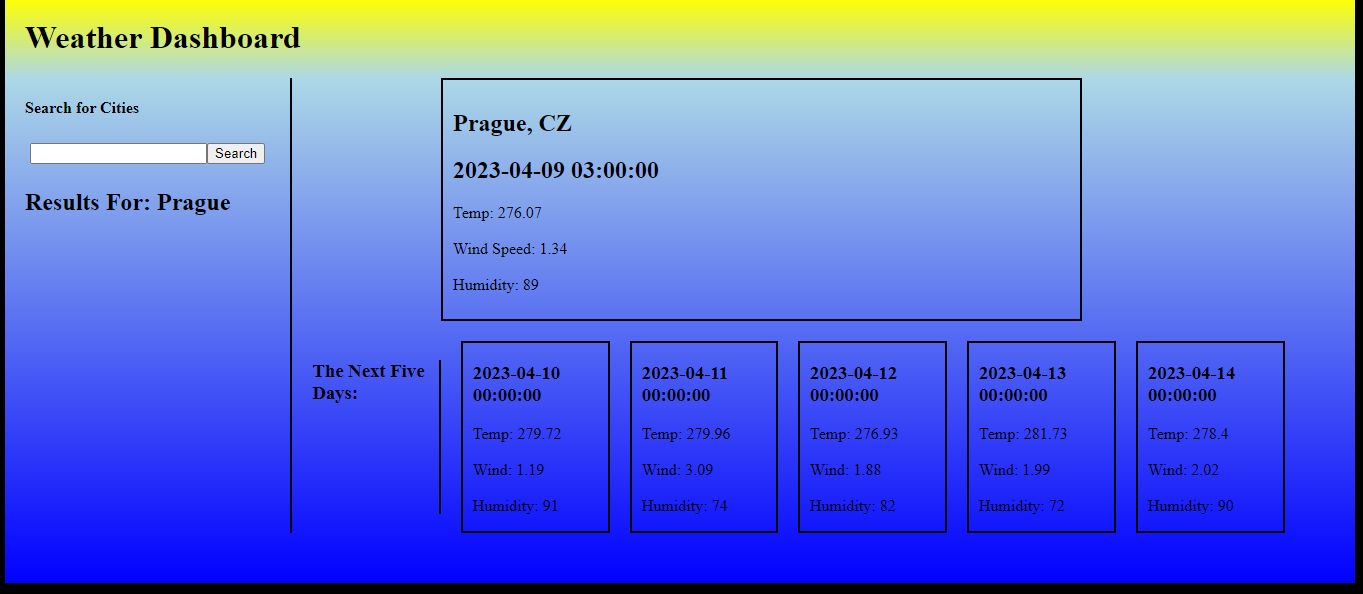 Weather Dashboard
Search for Cities
Search
Results For: Prague
Prague, CZ
2023-04-09 03:00:00
Temp: 276.07
Wind Speed: 1.34
Humidity: 89
The Next Five
Days:
2023-04-10
00:00:00
Temp: 279.72
Wind: 1.19
Humidity: 91
2023-04-11
00:00:00
Temp: 279.96
Wind: 3.09
Humidity: 74
2023-04-12
00:00:00
Temp: 276.93
Wind: 1.88
Humidity: 82
2023-04-13
00:00:00
Temp: 281.73
Wind: 1.99
Humidity: 72
2023-04-14
00:00:00
Temp: 278.4
Wind: 2.02
Humidity: 90